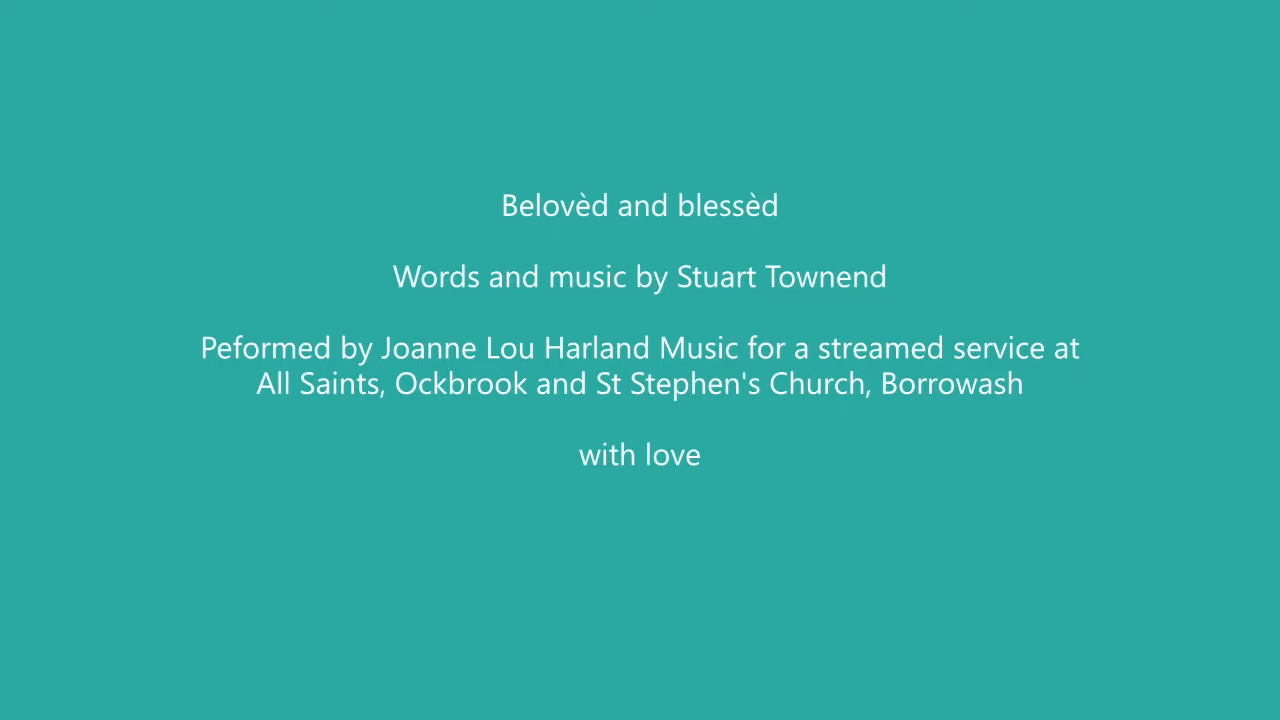 Belovèd and blessèd
Words and music by Stuart Townend
Peformed by Joanne Lou Harland Music for a streamed service at
All Saints, Ockbrook and St Stephen's Church, Borrowash
with love